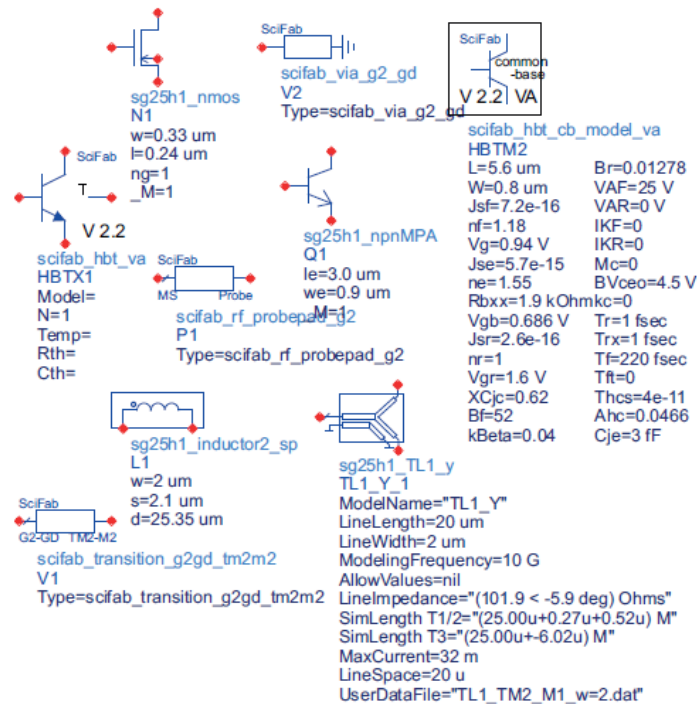 sg25h1_nmos
N1
w=0.33 um
l=0.24 um
ng=1
_M=1
SciFab
scifab_via_g2_gd
V2
Type=scifab_via_g2_gd
SciFab
common
-base
V 2.2 VA
scifab_hbt_cb_model_va
HBTM2
L=5.6 um Br=0.01278
W=0.8 um VAF=25 V
Jsf=7.2e-16 VAR=0 V
nf=1.18 IKF=0
Vg=0.94 V IKR=0
Jse=5.7e-15 Mc=0
ne=1.55 BVceo=4.5 V
Rbxx=1.9 kOhm kc=0
Vgb=0.686 V Tr=1 fsec
Jsr=2.6e-16 Trx=1 fsec
nr=1 Tf=220 fsec
Vgr=1.6 V Tft=0
XCjc=0.62 Thcs=4e-11
Bf=52 Ahc=0.0466
kBeta=0.04 Cje=3 fF
SciFab
T
V 2.2
scifab_hbt_va
HBTX1
Model=
N=1
Temp=
Rth=
Cth=
sg25h1_npnMPA
Q1
le=3.0 um
we=0.9 um
_M=1
SciFab
MS Probe
scifab_rf_probepad_g2
P1
Type=scifab_rf_probepad_g2
sg25h1_inductor2_sp
L1
w=2 um
s=2.1 um
d=25.35 um
SciFab
G2-GD TM2-M2
scifab_transition_g2gd_tm2m2
V1
Type=scifab_transition_g2gd_tm2m2
sg25h1_TL1_y
TL1_Y_1
ModelName="TL1_Y"
LineLength=20 um
LineWidth=2 um
ModelingFrequency=10 G
AllowValues=nil
LineImpedance="(101.9 < -5.9 deg) Ohms"
SimLength T1/2="(25.00u+0.27u+0.52u) M"
SimLength T3="(25.00u+-6.02u) M"
MaxCurrent=32 m
LineSpace=20 u
UserDataFile="TL1_TM2_M1_w=2.dat"